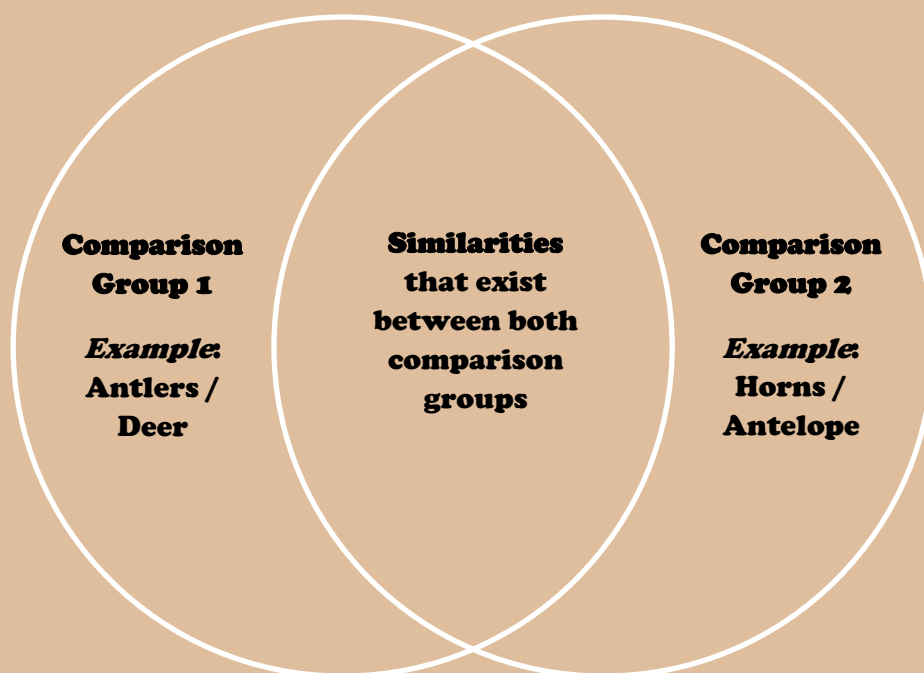 Comparison
Group 1
Example:
Antlers /
Deer
Similarities
that exist
between both
comparison
groups
Comparison
Group 2
Example:
Horns /
Antelope